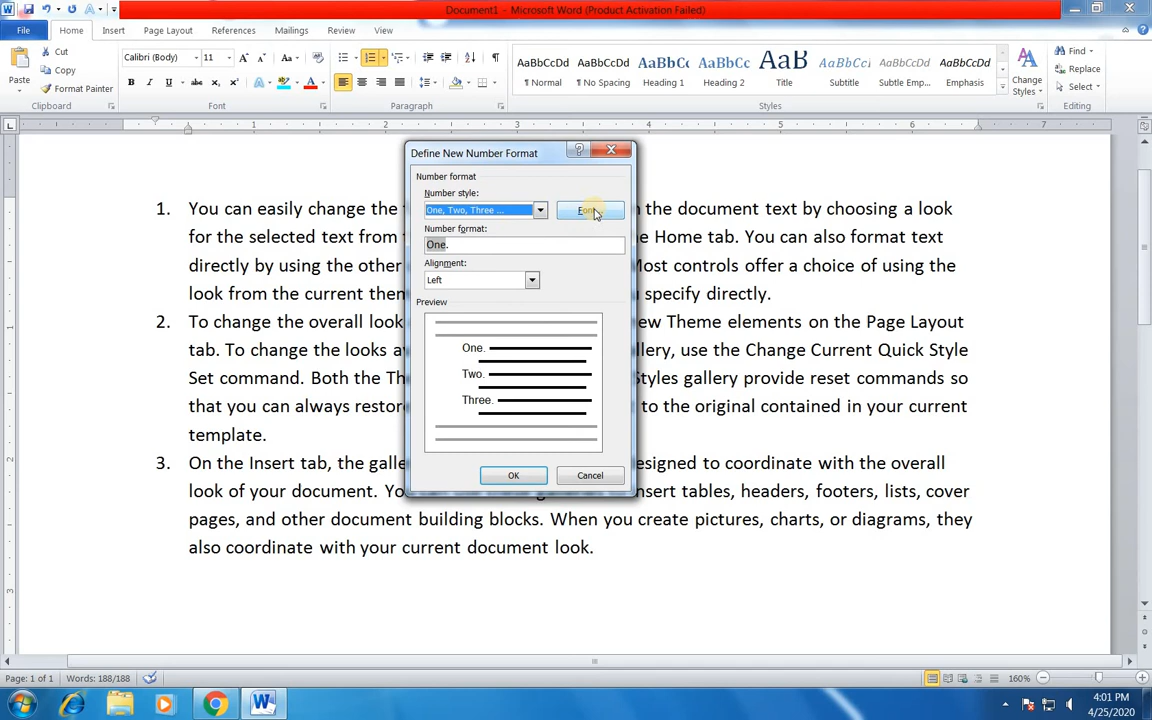 Document1 - Microsoft Word (Product Activation Failed)
File Home Insert Page Layout References Mailings Review View
Paste Cut Copy Format Painter
Calibri (Body) 11
AaBbCcDd AaBbCcDd AaBbCc AaBbCc AaB AaBbCcDd AaBbCcDd AaBbCcDd
¶ Normal ¶ No Spacing Heading 1 Heading 2 Title Subtitle Subtle Emp... Emphasis
Change Styles Find Replace Select
Clipboard Font Paragraph Styles Editing
1 2 3 4 5 6 7
Define New Number Format
Number format
Number style:
One, Two, Three ...
Number format:
One.
Alignment:
Left
Preview
One.
Two.
Three.
OK Cancel
1. You can easily change the n the document text by choosing a look
for the selected text from e Home tab. You can also format text
directly by using the other Most controls offer a choice of using the
look from the current then specify directly.
2. To change the overall look ew Theme elements on the Page Layout
tab. To change the looks av llery, use the Change Current Quick Style
Set command. Both the Th Styles gallery provide reset commands so
that you can always restor to the original contained in your current
template.
3. On the Insert tab, the galle esigned to coordinate with the overall
look of your document. Yo insert tables, headers, footers, lists, cover
pages, and other document building blocks. When you create pictures, charts, or diagrams, they
also coordinate with your current document look.
Page: 1 of 1 Words: 188/188 160%
4:01 PM
4/25/2020